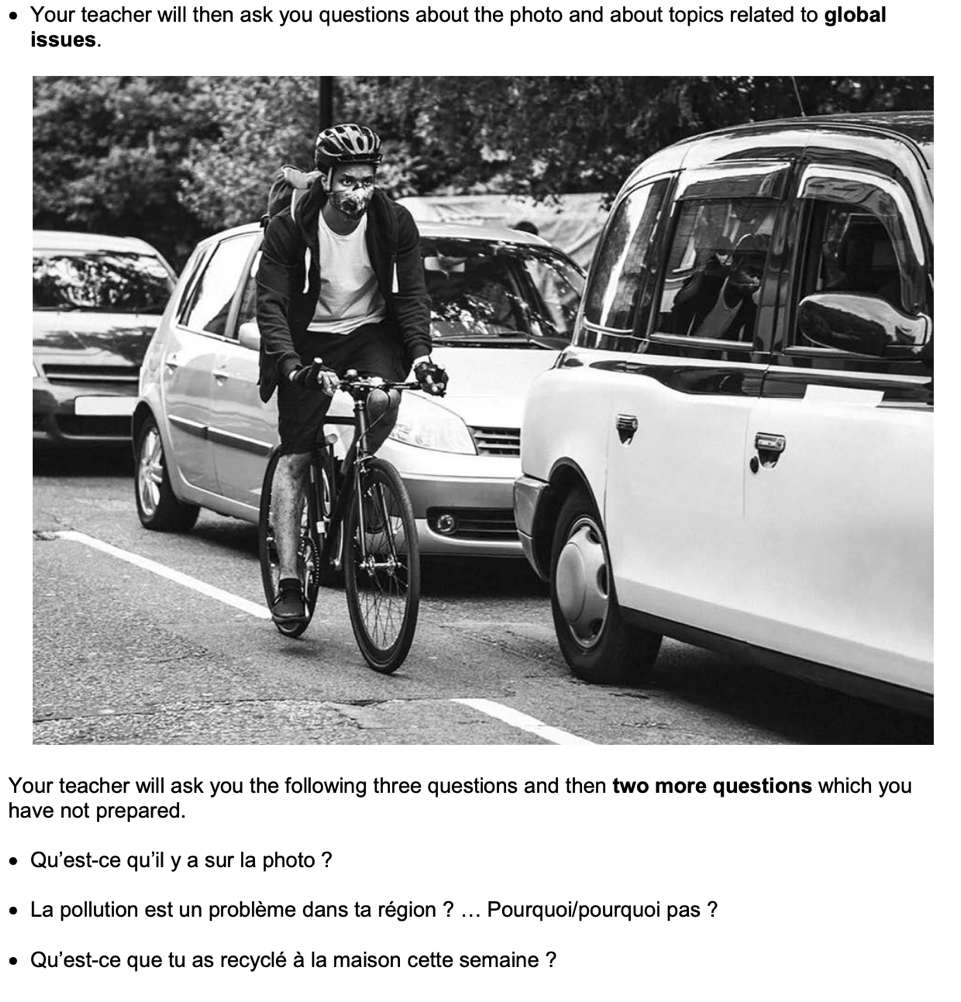 • Your teacher will then ask you questions about the photo and about topics related to global
issues.
Your teacher will ask you the following three questions and then two more questions which you
have not prepared.
• Qu’est-ce qu’il y a sur la photo ?
• La pollution est un problème dans ta région ? … Pourquoi/pourquoi pas ?
• Qu’est-ce que tu as recyclé à la maison cette semaine ?